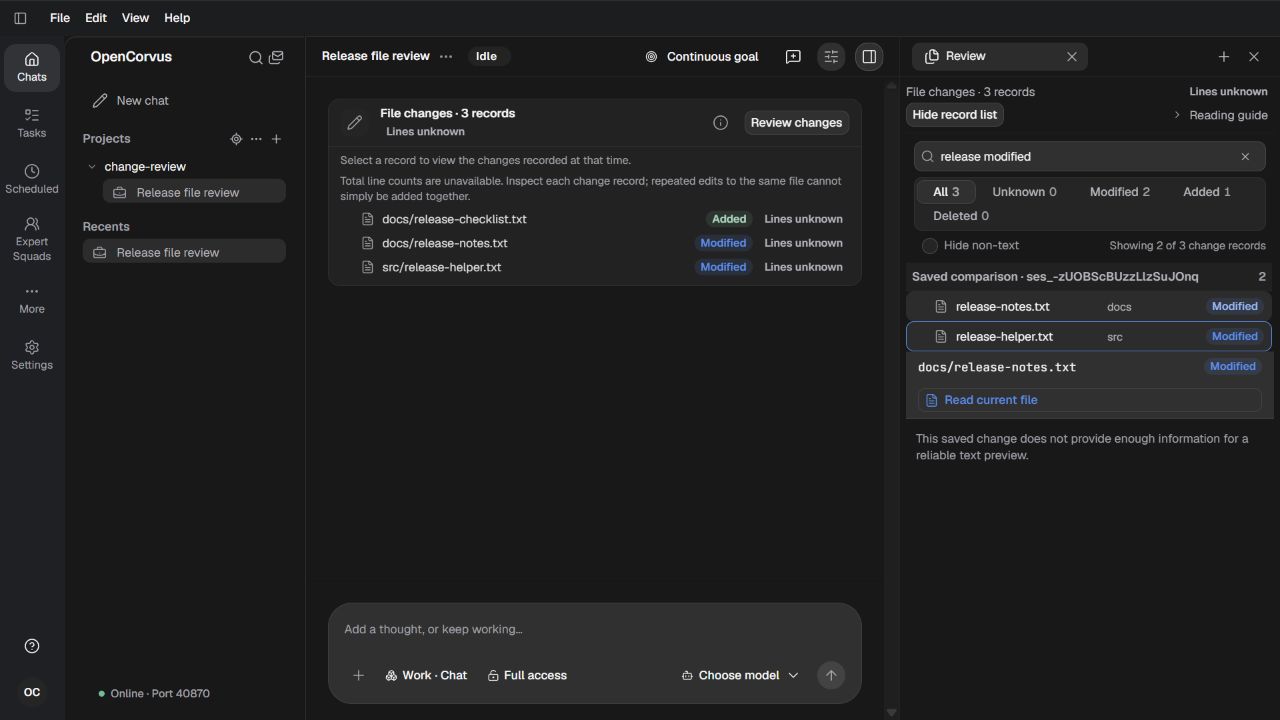 File Edit View Help
Chats
Tasks
Scheduled
Expert
Squads
More
Settings
OC
OpenCorvus
New chat
Projects
change-review
Release file review
Recents
Release file review
Online · Port 40870
Release file review
Idle
Continuous goal
File changes · 3 records
Lines unknown
Review changes
Select a record to view the changes recorded at that time.
Total line counts are unavailable. Inspect each change record; repeated edits to the same file cannot
simply be added together.
docs/release-checklist.txt Added Lines unknown
docs/release-notes.txt Modified Lines unknown
src/release-helper.txt Modified Lines unknown
Add a thought, or keep working...
Work · Chat Full access Choose model
Review
File changes · 3 records Lines unknown
Hide record list Reading guide
release modified
All 3 Unknown 0 Modified 2 Added 1
Deleted 0
Hide non-text Showing 2 of 3 change records
Saved comparison · ses_-zUOBScBUzzLIzSuJOnq 2
release-notes.txt docs Modified
release-helper.txt src Modified
docs/release-notes.txt Modified
Read current file
This saved change does not provide enough information for a
reliable text preview.